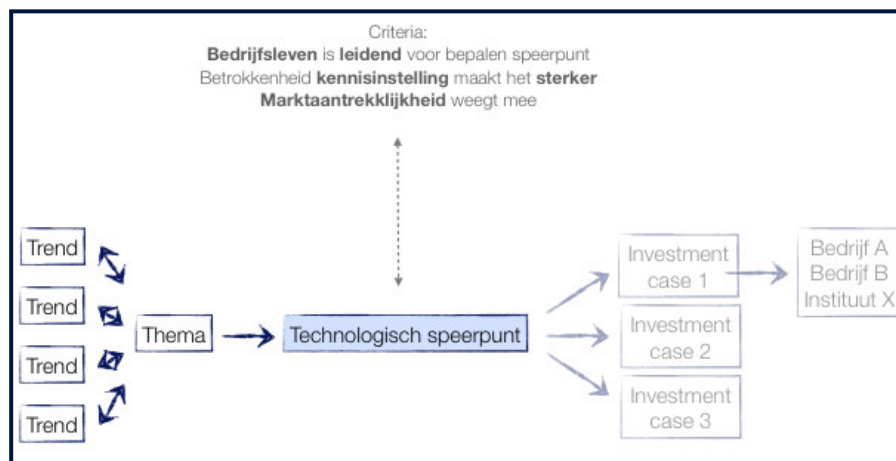 Criteria:
Bedrijfsleven is leidend voor bepalen speerpunt
Betrokkenheid kennisinstelling maakt het sterker
Marktaantrekklijkheid weegt mee
Trend
Trend
Trend
Trend
Thema
Technologisch speerpunt
Investment
case 1
Investment
case 2
Investment
case 3
Bedrijf A
Bedrijf B
Instituut X